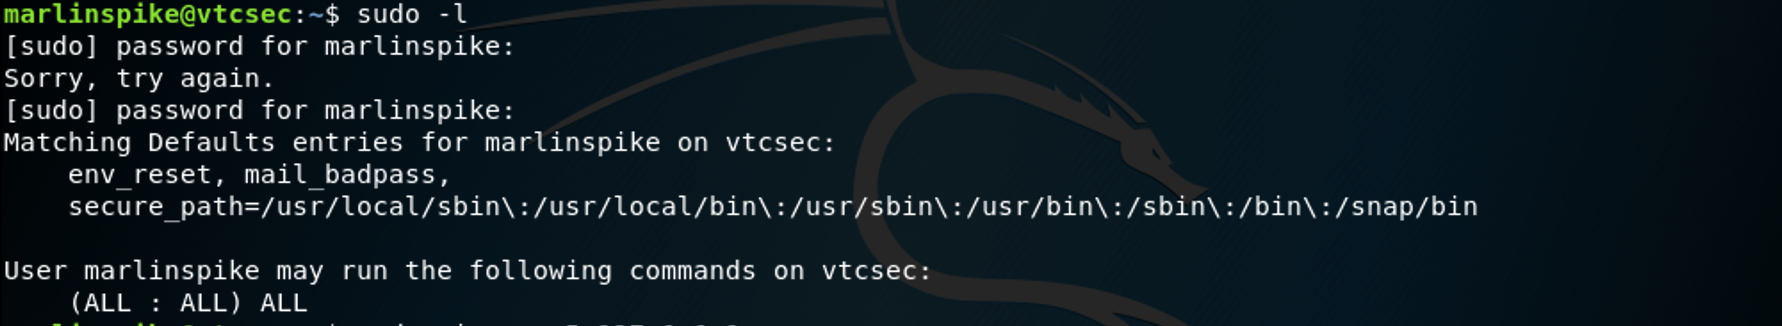 marlinspike@vtcsec:~$ sudo -l
[sudo] password for marlinspike:
Sorry, try again.
[sudo] password for marlinspike:
Matching Defaults entries for marlinspike on vtcsec:
    env_reset, mail_badpass,
    secure_path=/usr/local/sbin\:/usr/local/bin\:/usr/sbin\:/usr/bin\:/sbin\:/bin\:/snap/bin
User marlinspike may run the following commands on vtcsec:
    (ALL : ALL) ALL